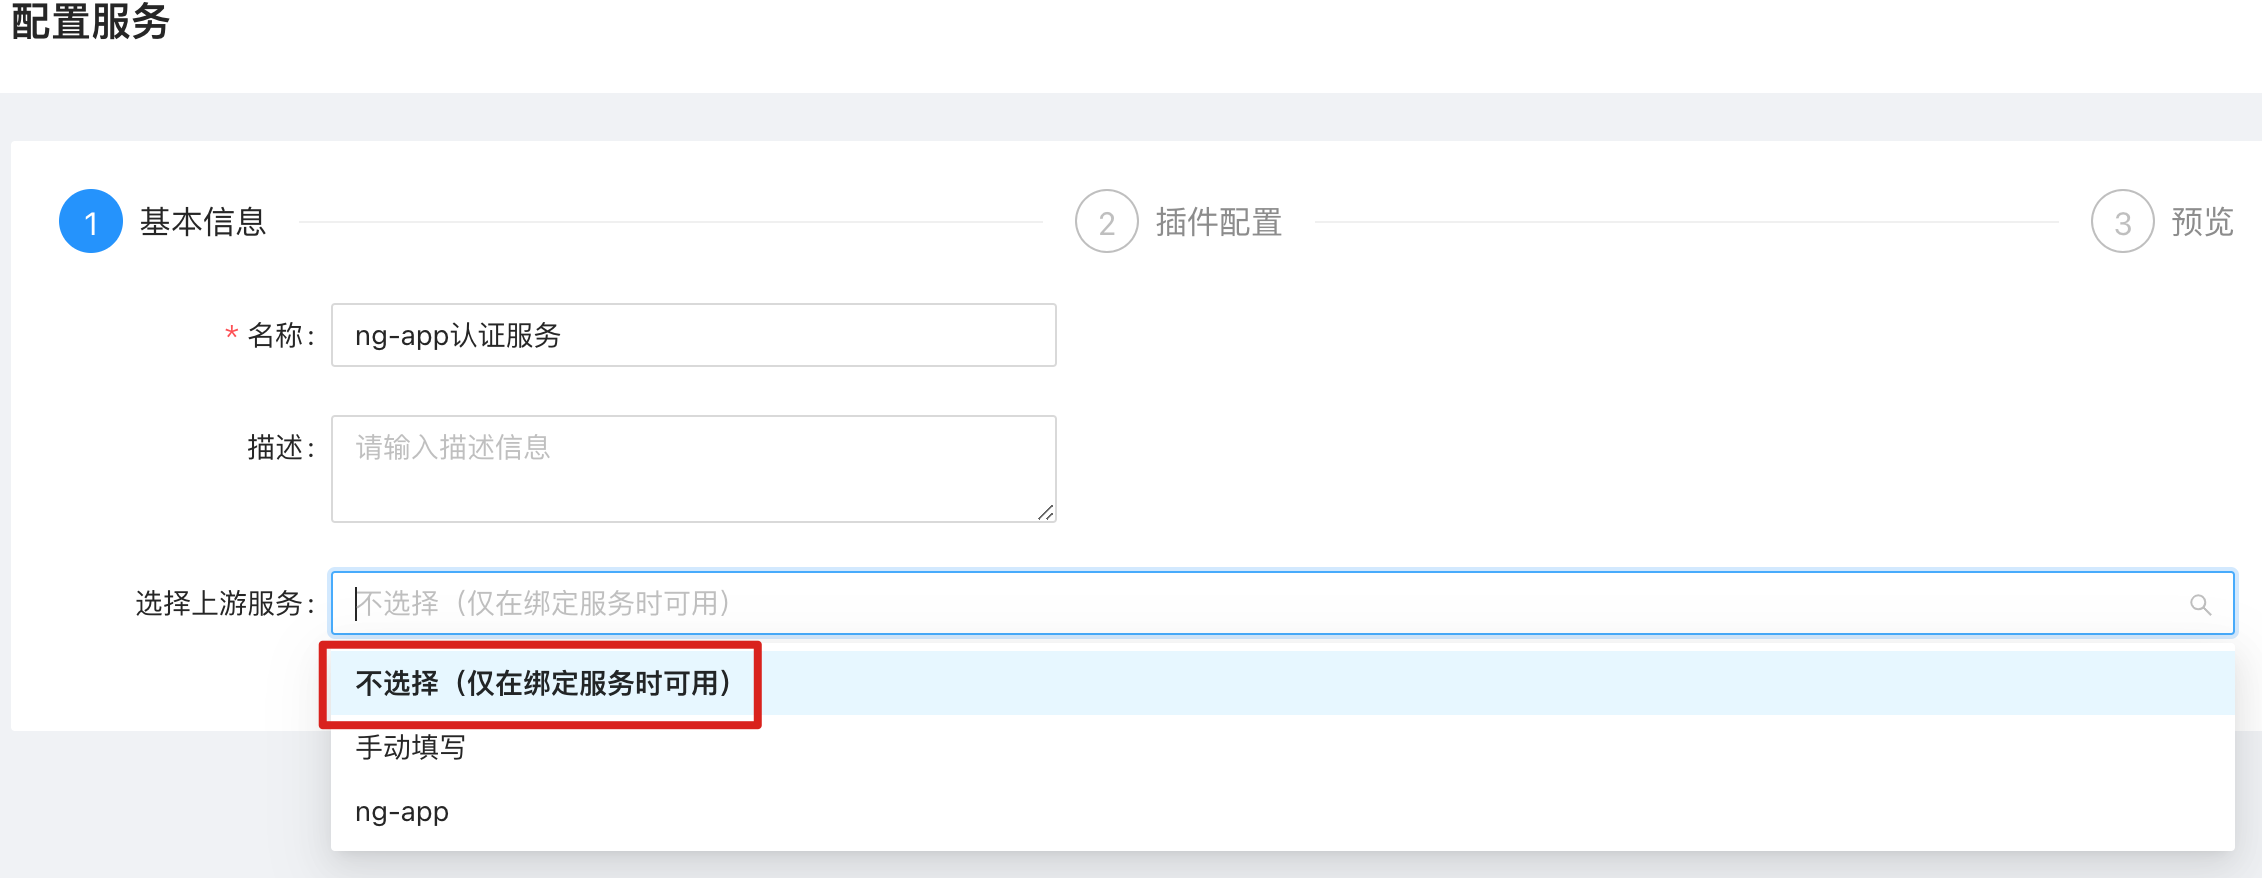 配置服务
1 基本信息 2 插件配置 3 预览
* 名称: ng-app认证服务
描述: 请输入描述信息
选择上游服务: 不选择（仅在绑定服务时可用）
不选择（仅在绑定服务时可用）
手动填写
ng-app